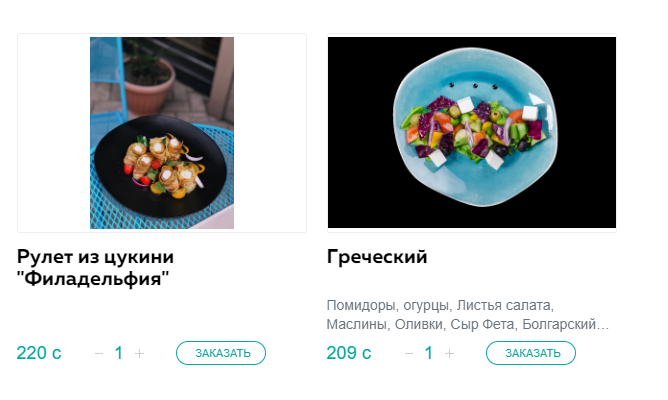 Рулет из цукини
"Филадельфия"
220 с
− 1 +
ЗАКАЗАТЬ
Греческий
Помидоры, огурцы, Листья салата,
Маслины, Оливки, Сыр Фета, Болгарский...
209 с
− 1 +
ЗАКАЗАТЬ